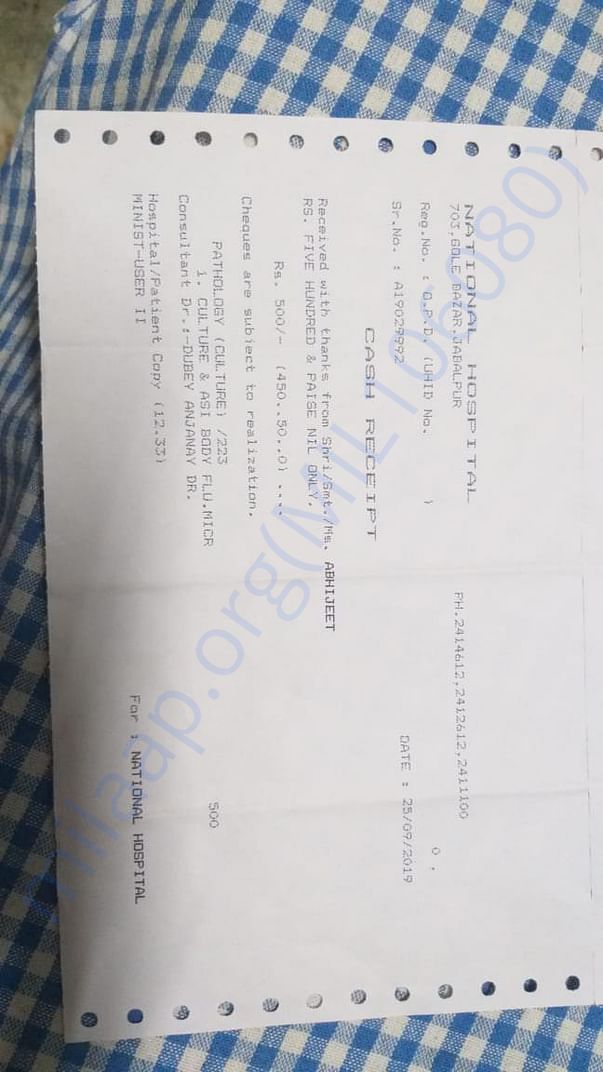 NATIONAL HOSPITAL
703,GOLE BAZAR,JABALPUR PH.2414612,2412612,2411100
Reg.No. : O.P.D. (UHID No. ) 0 ,
Sr.No. : A19029992 DATE : 25/09/2019
CASH RECEIPT
Received with thanks from Shri/Smt./Ms. ABHIJEET
RS. FIVE HUNDRED & PAISE NIL ONLY.
Rs. 500/- (450..50..0) ....
Cheques are subject to realization.
PATHOLOGY (CULTURE) /223
1. CULTURE & ASI BODY FLU.MICR 500
Consultant Dr.:-DUBEY ANJANAY DR.
Hospital/Patient Copy (12.33)
MINIST-USER II For : NATIONAL HOSPITAL
milaap.org(MIL106080)